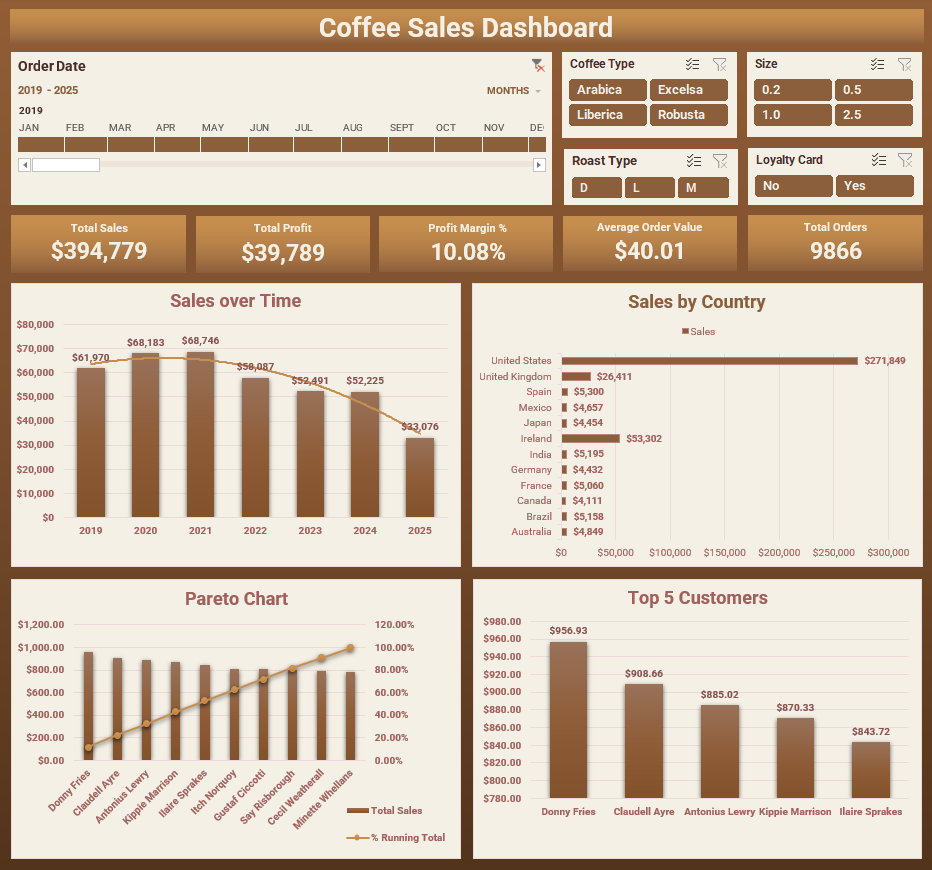 Coffee Sales Dashboard
Order Date
2019 - 2025
MONTHS
2019
JAN FEB MAR APR MAY JUN JUL AUG SEPT OCT NOV DEC
Coffee Type
Arabica Excelsa
Liberica Robusta
Size
0.2 0.5
1.0 2.5
Roast Type
D L M
Loyalty Card
No Yes
Total Sales
$394,779
Total Profit
$39,789
Profit Margin %
10.08%
Average Order Value
$40.01
Total Orders
9866
Sales over Time
$80,000
$70,000
$60,000
$50,000
$40,000
$30,000
$20,000
$10,000
$0
$61,970 $68,183 $68,746 $58,087 $52,491 $52,225 $33,076
2019 2020 2021 2022 2023 2024 2025
Sales by Country
Sales
United States $271,849
United Kingdom $26,411
Spain $5,300
Mexico $4,657
Japan $4,454
Ireland $53,302
India $5,195
Germany $4,432
France $5,060
Canada $4,111
Brazil $5,158
Australia $4,849
$0 $50,000 $100,000 $150,000 $200,000 $250,000 $300,000
Pareto Chart
$1,200.00 120.00%
$1,000.00 100.00%
$800.00 80.00%
$600.00 60.00%
$400.00 40.00%
$200.00 20.00%
$0.00 0.00%
Donny Fries
Claudell Ayre
Antonius Lewry
Kippie Marrison
Ilaire Sprakes
Itch Norquoy
Gustaf Ciccotti
Say Risborough
Cecil Weatherall
Minette Whellans
Total Sales
% Running Total
Top 5 Customers
$980.00
$960.00
$940.00
$920.00
$900.00
$880.00
$860.00
$840.00
$820.00
$800.00
$780.00
$956.93 $908.66 $885.02 $870.33 $843.72
Donny Fries Claudell Ayre Antonius Lewry Kippie Marrison Ilaire Sprakes